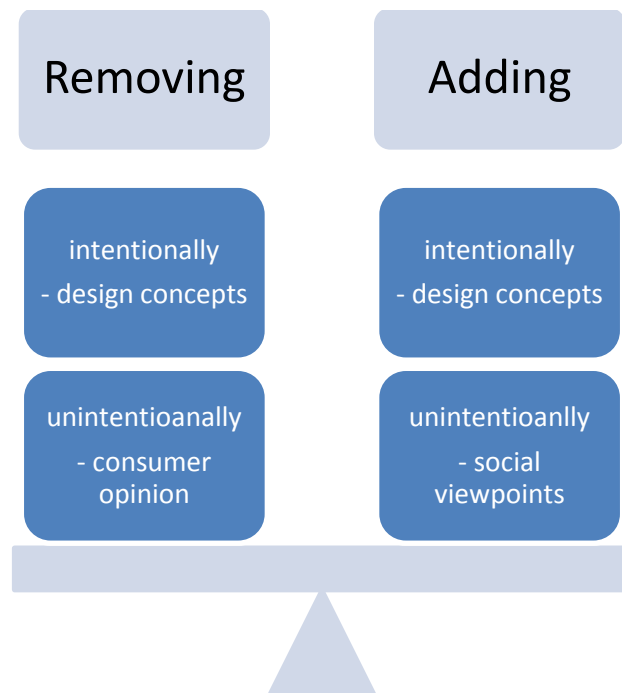 Removing
Adding
intentionally
- design concepts
intentionally
- design concepts
unintentioanally
- consumer
opinion
unintentioanlly
- social
viewpoints